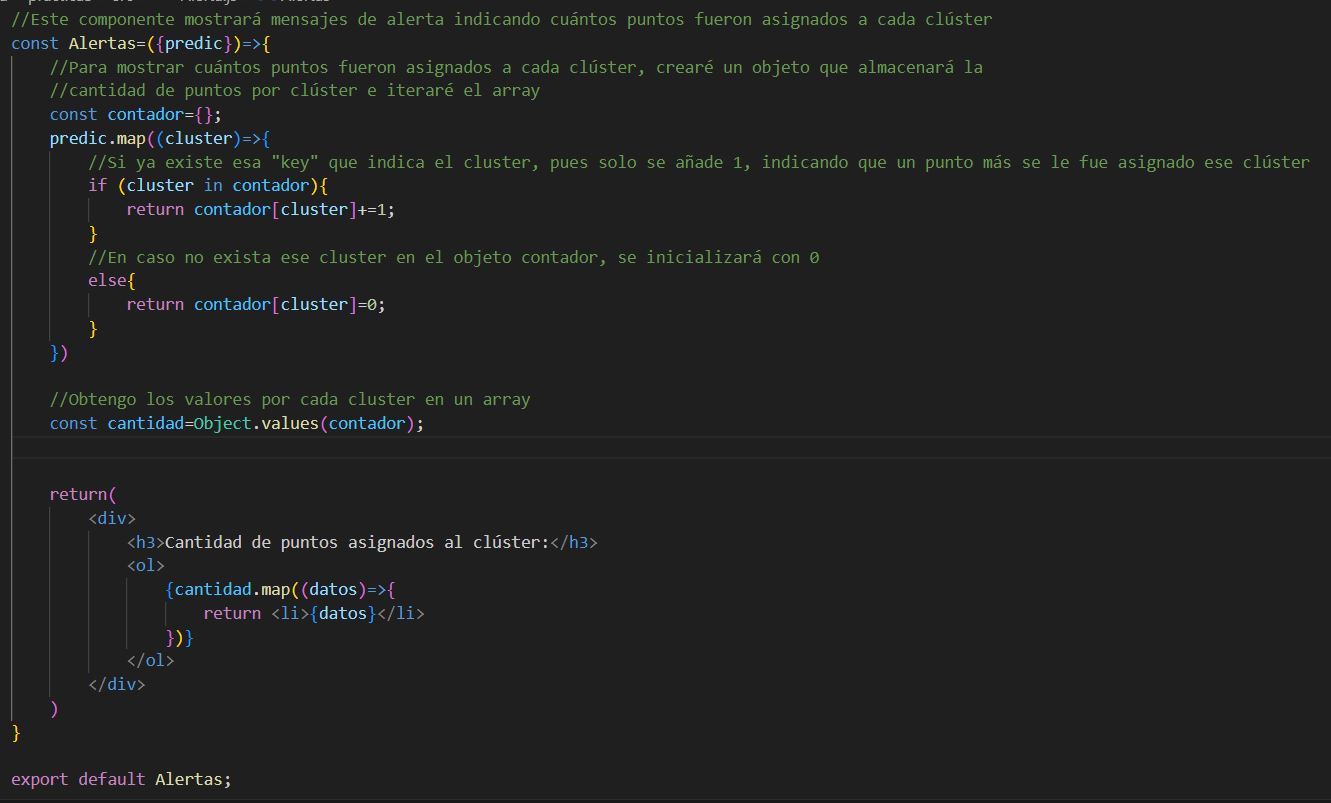 //Este componente mostrará mensajes de alerta indicando cuántos puntos fueron asignados a cada clúster
const Alertas=({predic})=>{
    //Para mostrar cuántos puntos fueron asignados a cada clúster, crearé un objeto que almacenará la
    //cantidad de puntos por clúster e iteraré el array
    const contador={};
    predic.map((cluster)=>{
        //Si ya existe esa "key" que indica el cluster, pues solo se añade 1, indicando que un punto más se le fue asignado ese clúster
        if (cluster in contador){
            return contador[cluster]+=1;
        }
        //En caso no exista ese cluster en el objeto contador, se inicializará con 0
        else{
            return contador[cluster]=0;
        }
    })

    //Obtengo los valores por cada cluster en un array
    const cantidad=Object.values(contador);

    return(
        <div>
            <h3>Cantidad de puntos asignados al clúster:</h3>
            <ol>
                {cantidad.map((datos)=>{
                    return <li>{datos}</li>
                })}
            </ol>
        </div>
    )
}

export default Alertas;